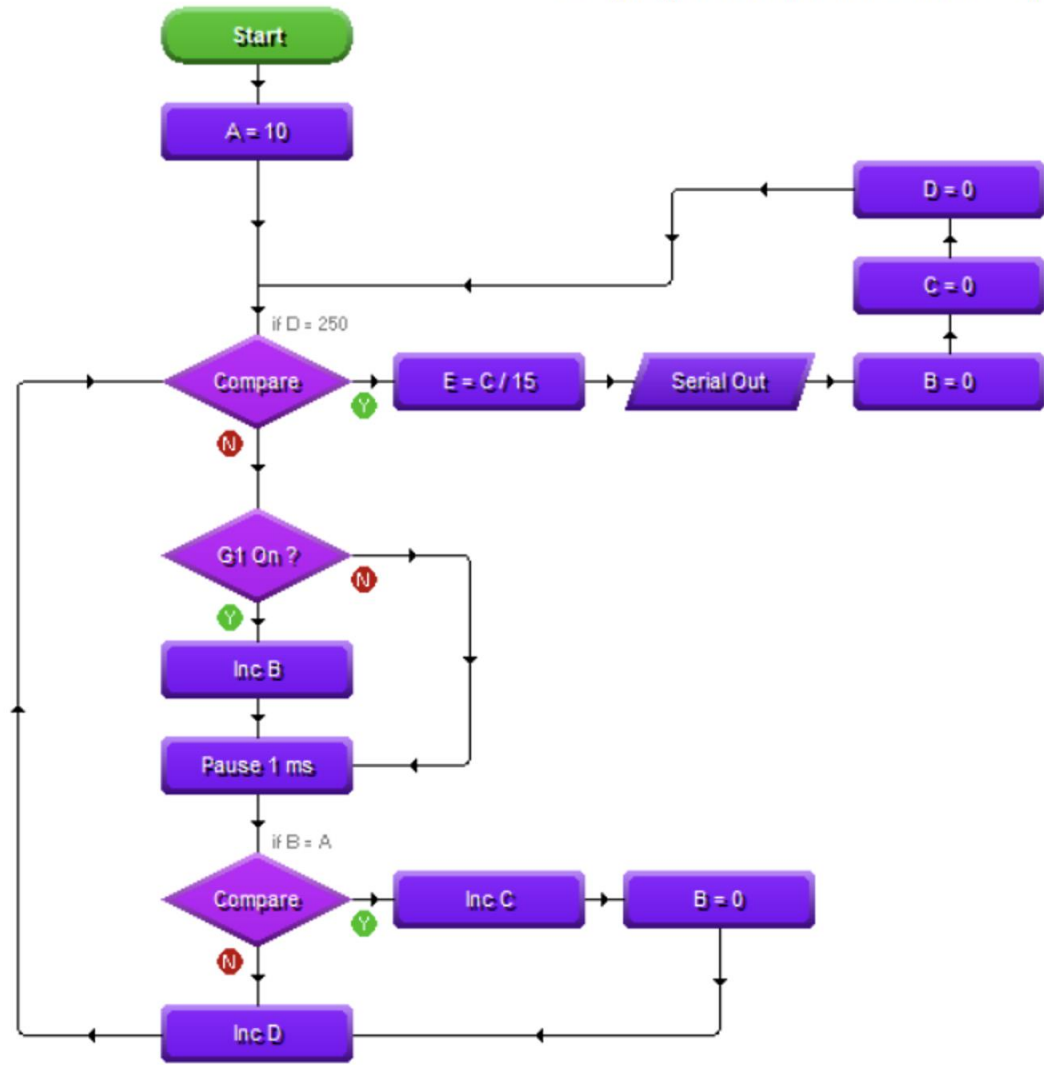 Start
A = 10
D = 0
C = 0
if D = 250
Compare
Y
E = C / 15
Serial Out
B = 0
N
G1 On ?
N
Y
Inc B
Pause 1 ms
if B = A
Compare
Y
Inc C
B = 0
N
Inc D